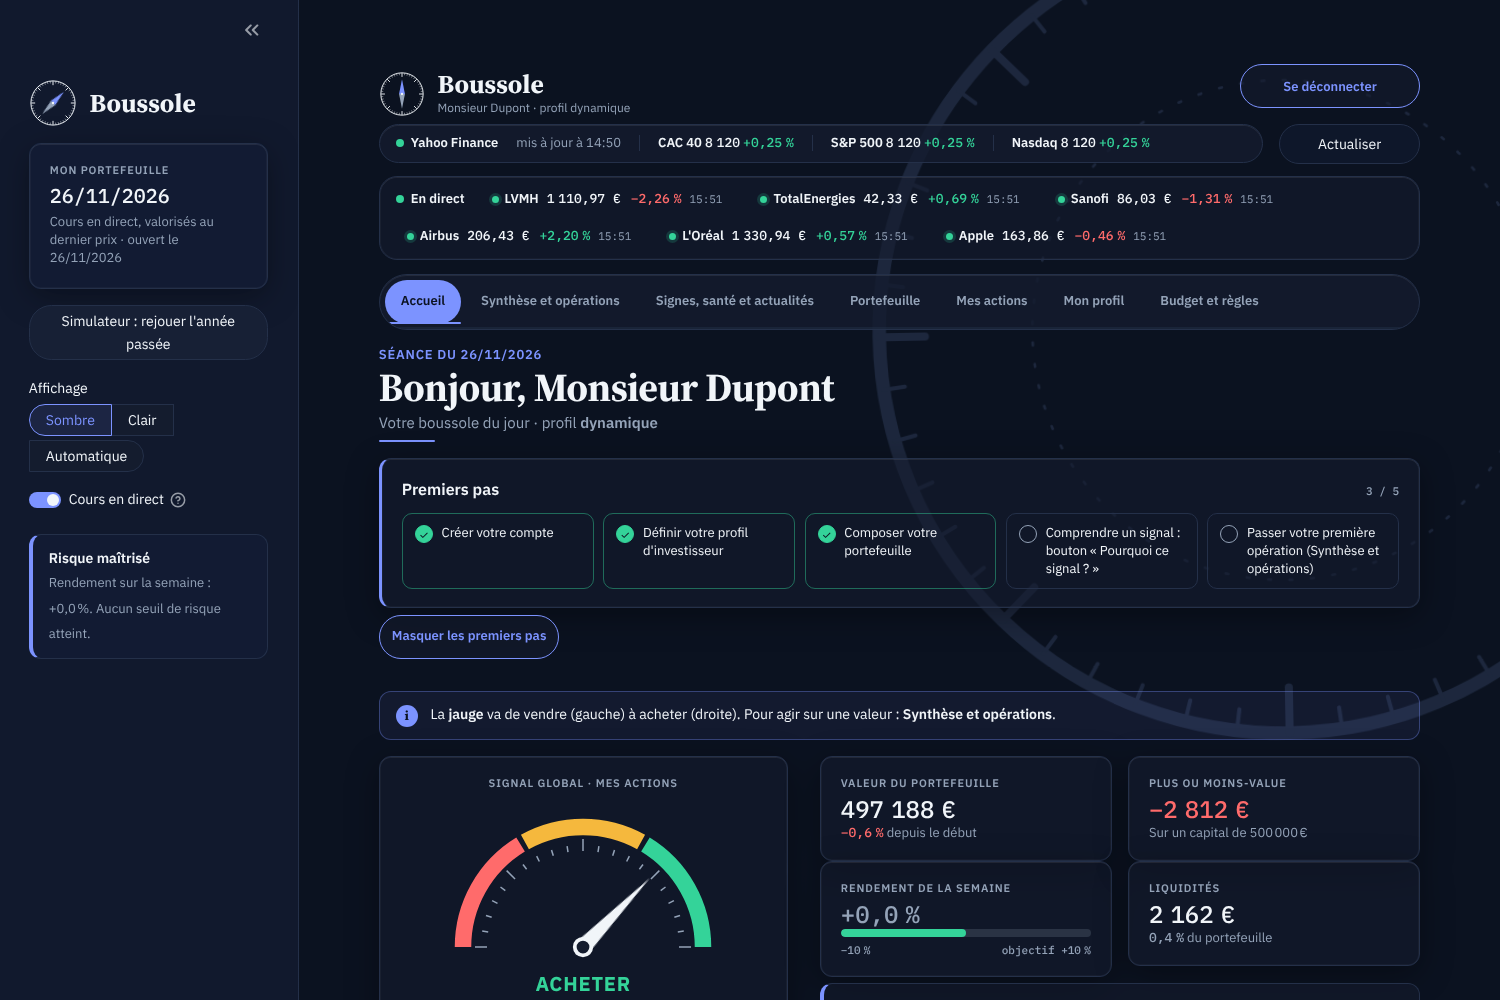 Boussole
MON PORTEFEUILLE
26/11/2026
Cours en direct, valorisés au
dernier prix · ouvert le
26/11/2026
Simulateur : rejouer l'année
passée
Affichage
Sombre Clair
Automatique
Cours en direct ?
Risque maîtrisé
Rendement sur la semaine :
+0,0 %. Aucun seuil de risque
atteint.
Boussole
Monsieur Dupont · profil dynamique
Se déconnecter
Yahoo Finance mis à jour à 14:50 CAC 40 8 120 +0,25 % S&P 500 8 120 +0,25 % Nasdaq 8 120 +0,25 %
Actualiser
En direct LVMH 1 110,97 € −2,26 % 15:51 TotalEnergies 42,33 € +0,69 % 15:51 Sanofi 86,03 € −1,31 % 15:51
Airbus 206,43 € +2,20 % 15:51 L'Oréal 1 330,94 € +0,57 % 15:51 Apple 163,86 € −0,46 % 15:51
Accueil Synthèse et opérations Signes, santé et actualités Portefeuille Mes actions Mon profil Budget et règles
SÉANCE DU 26/11/2026
Bonjour, Monsieur Dupont
Votre boussole du jour · profil dynamique
Premiers pas 3 / 5
Créer votre compte
Définir votre profil
d'investisseur
Composer votre
portefeuille
Comprendre un signal :
bouton « Pourquoi ce
signal ? »
Passer votre première
opération (Synthèse et
opérations)
Masquer les premiers pas
i La jauge va de vendre (gauche) à acheter (droite). Pour agir sur une valeur : Synthèse et opérations.
SIGNAL GLOBAL · MES ACTIONS
ACHETER
VALEUR DU PORTEFEUILLE
497 188 €
−0,6 % depuis le début
PLUS OU MOINS-VALUE
−2 812 €
Sur un capital de 500 000 €
RENDEMENT DE LA SEMAINE
+0,0 %
−10 % objectif +10 %
LIQUIDITÉS
2 162 €
0,4 % du portefeuille